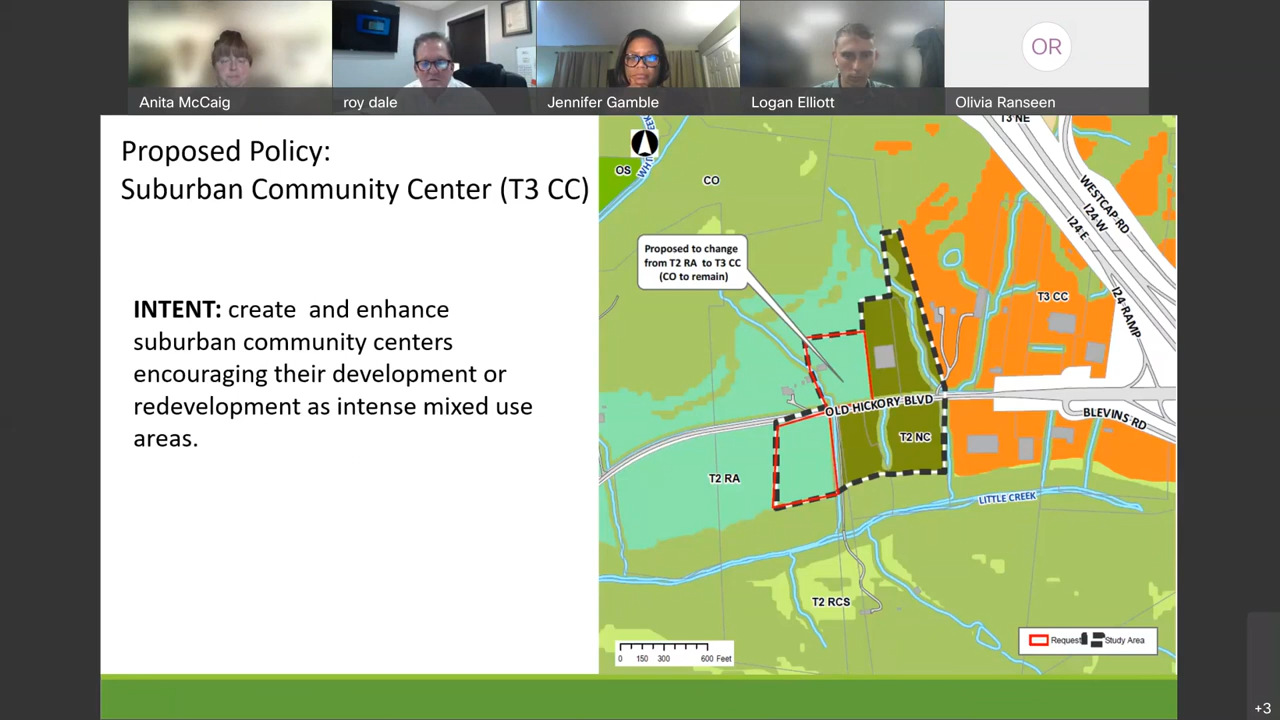 Anita McCaig
roy dale
Jennifer Gamble
Logan Elliott
OR
Olivia Ranseen
Proposed Policy:
Suburban Community Center (T3 CC)
INTENT: create and enhance
suburban community centers
encouraging their development or
redevelopment as intense mixed use
areas.
T3 NE
OS
CO
WESTCAP RD
I24 W
I24 E
Proposed to change
from T2 RA to T3 CC
(CO to remain)
T3 CC
I24 RAMP
OLD HICKORY BLVD
BLEVINS RD
T2 NC
T2 RA
LITTLE CREEK
T2 RCS
Request
Study Area
0 150 300 600 Feet
+3